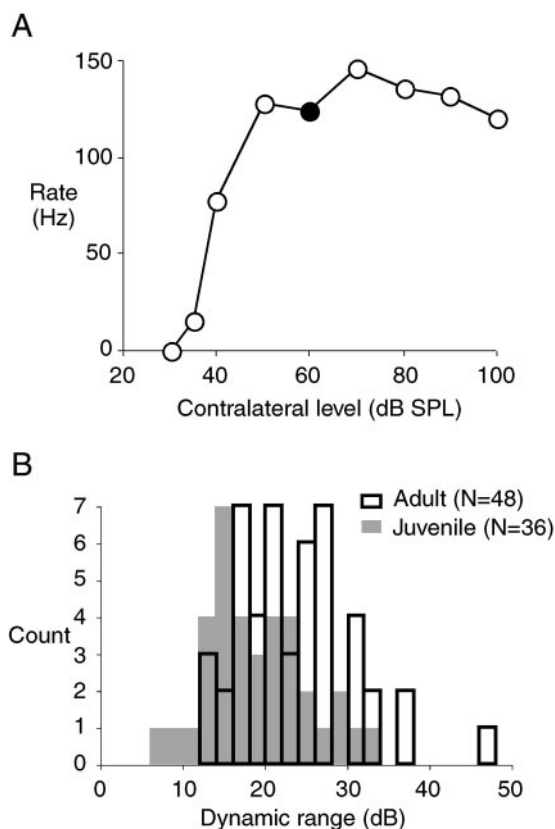 A
150
100
Rate
(Hz)
50
0
20 40 60 80 100
Contralateral level (dB SPL)
B
7
Adult (N=48)
6
Juvenile (N=36)
5
4
Count
3
2
1
0
0 10 20 30 40 50
Dynamic range (dB)